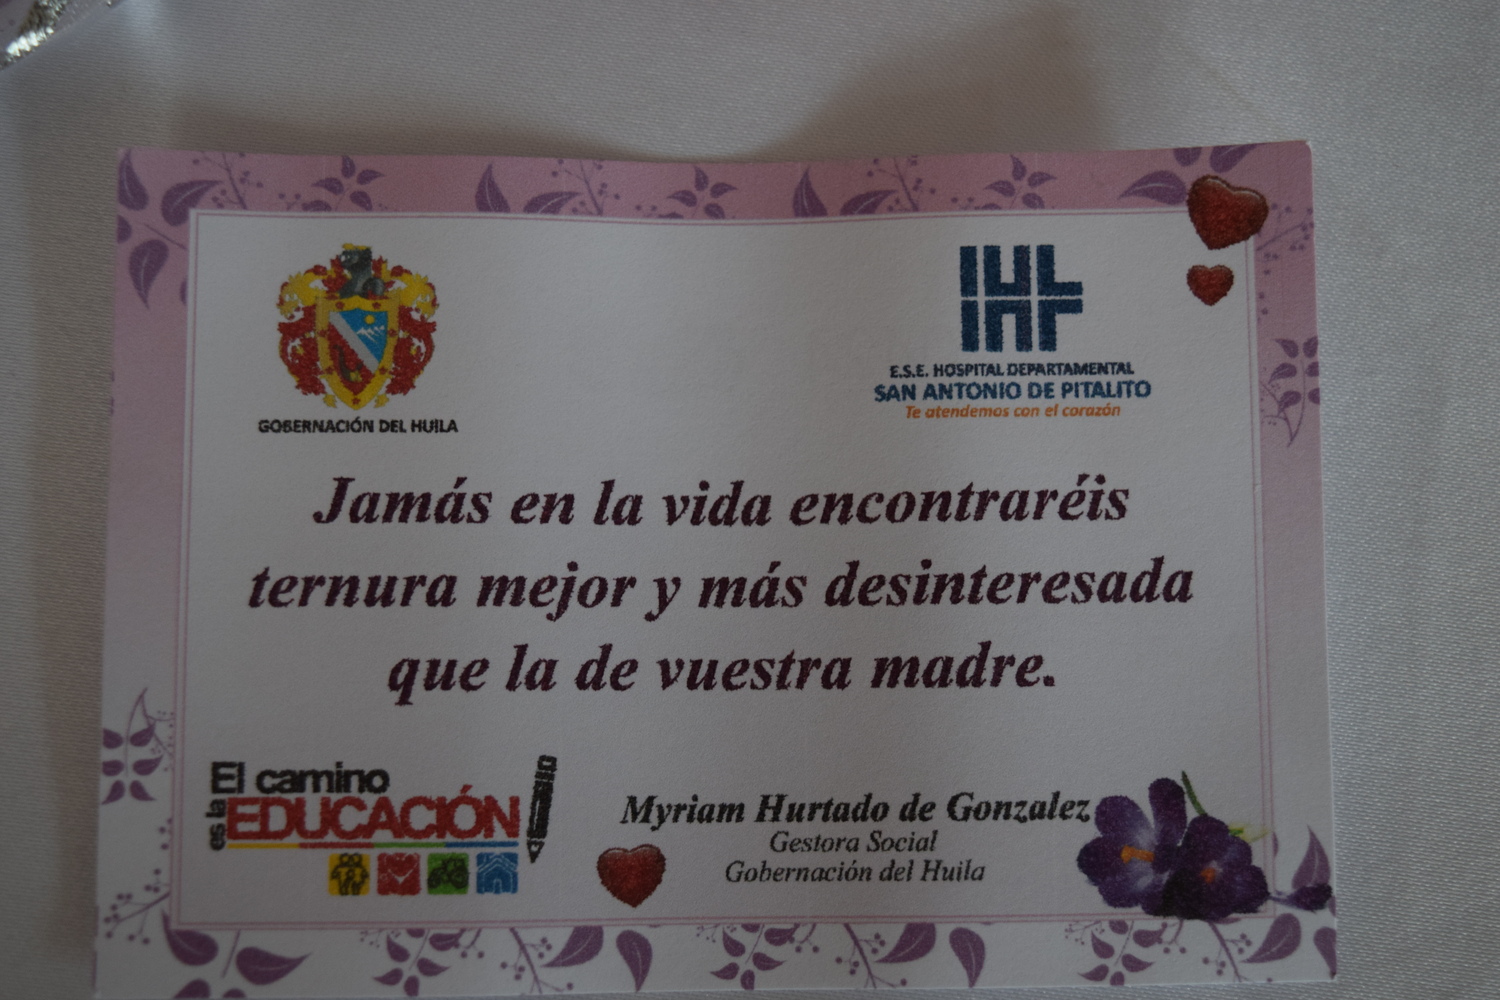 GOBERNACIÓN DEL HUILA
E.S.E. HOSPITAL DEPARTAMENTAL
SAN ANTONIO DE PITALITO
Te atendemos con el corazón
Jamás en la vida encontraréis
ternura mejor y más desinteresada
que la de vuestra madre.
El camino
es la EDUCACIÓN
Myriam Hurtado de Gonzalez
Gestora Social
Gobernación del Huila